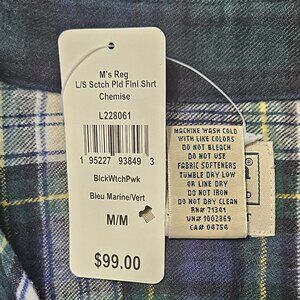 M's Reg
L/S Sctch Pld Flnl Shrt
Chemise
L228061
1 95227 93849 3
BlckWtchPwk
Bleu Marine/Vert
M/M
$99.00
MACHINE WASH COLD
WITH LIKE COLORS
DO NOT BLEACH
DO NOT USE
FABRIC SOFTENERS
TUMBLE DRY LOW
OR LINE DRY
DO NOT IRON
DO NOT DRY CLEAN
RN# 71341
VN# 1002869
CA# 04754